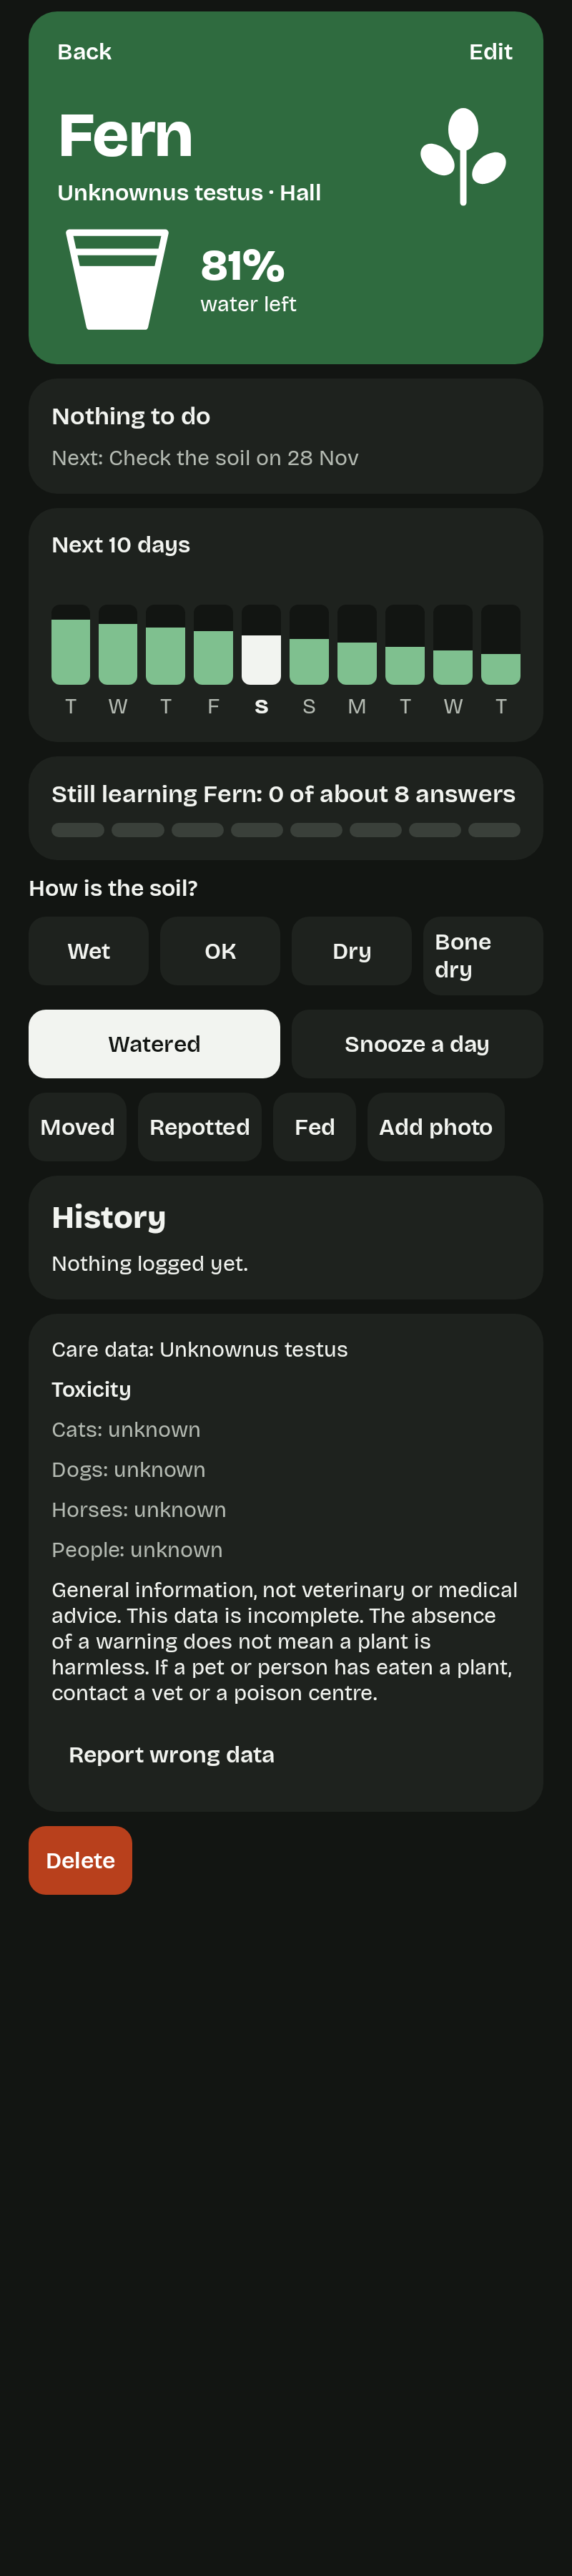 Back
Edit
Fern
Unknownus testus · Hall
81%
water left
Nothing to do
Next: Check the soil on 28 Nov
Next 10 days
T W T F S S M T W T
Still learning Fern: 0 of about 8 answers
How is the soil?
Wet
OK
Dry
Bone
dry
Watered
Snooze a day
Moved
Repotted
Fed
Add photo
History
Nothing logged yet.
Care data: Unknownus testus
Toxicity
Cats: unknown
Dogs: unknown
Horses: unknown
People: unknown
General information, not veterinary or medical
advice. This data is incomplete. The absence
of a warning does not mean a plant is
harmless. If a pet or person has eaten a plant,
contact a vet or a poison centre.
Report wrong data
Delete